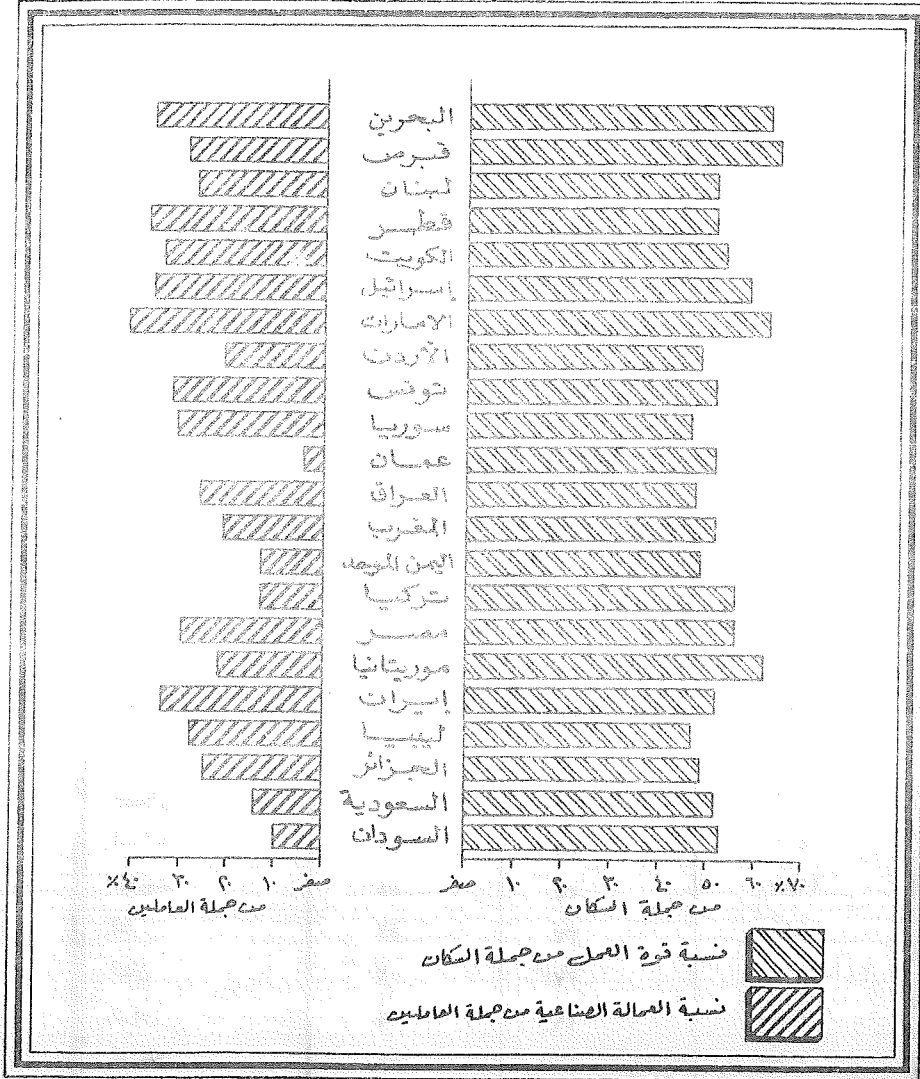 البحرين
قبرص
لبنان
قطر
الكويت
إسرائيل
الامارات
الأردن
تونس
سوريا
عمان
العراق
المغرب
اليمن الموحد
تركيا
مصر
موريتانيا
إيران
ليبيا
الجزائر
السعودية
السودان
صفر ١٠ ٢٠ ٣٠ ٤٠ ٥٠ ٦٠ ٧٠٪
صفر ١٠ ٢٠ ٣٠ ٤٠٪
من جملة السكان
من جملة العاملين
نسبة قوة العمل من جملة السكان
نسبة العمالة الصناعية من جملة العاملين